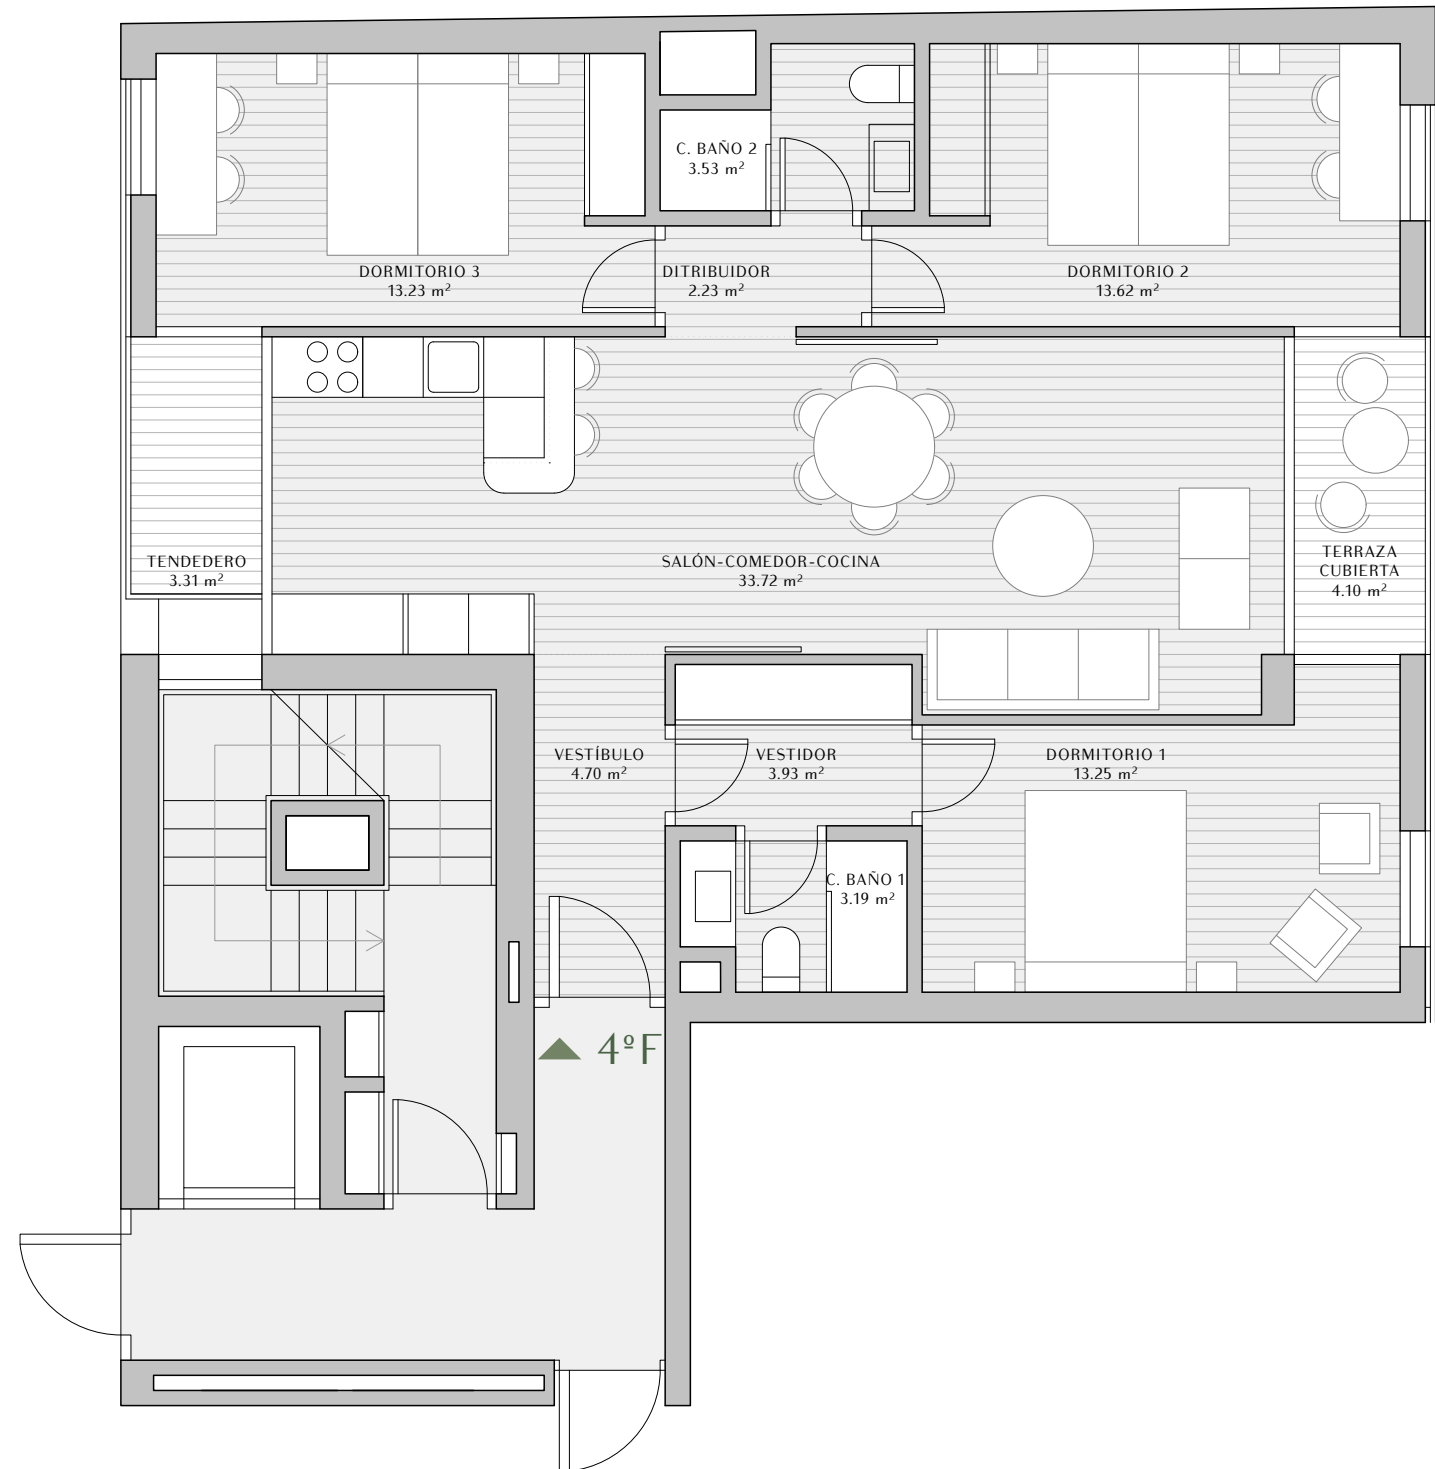 C. BAÑO 2
3.53 m²
DORMITORIO 3
13.23 m²
DITRIBUIDOR
2.23 m²
DORMITORIO 2
13.62 m²
TENDEDERO
3.31 m²
SALÓN-COMEDOR-COCINA
33.72 m²
TERRAZA
CUBIERTA
4.10 m²
VESTÍBULO
4.70 m²
VESTIDOR
3.93 m²
DORMITORIO 1
13.25 m²
C. BAÑO 1
3.19 m²
4ºF